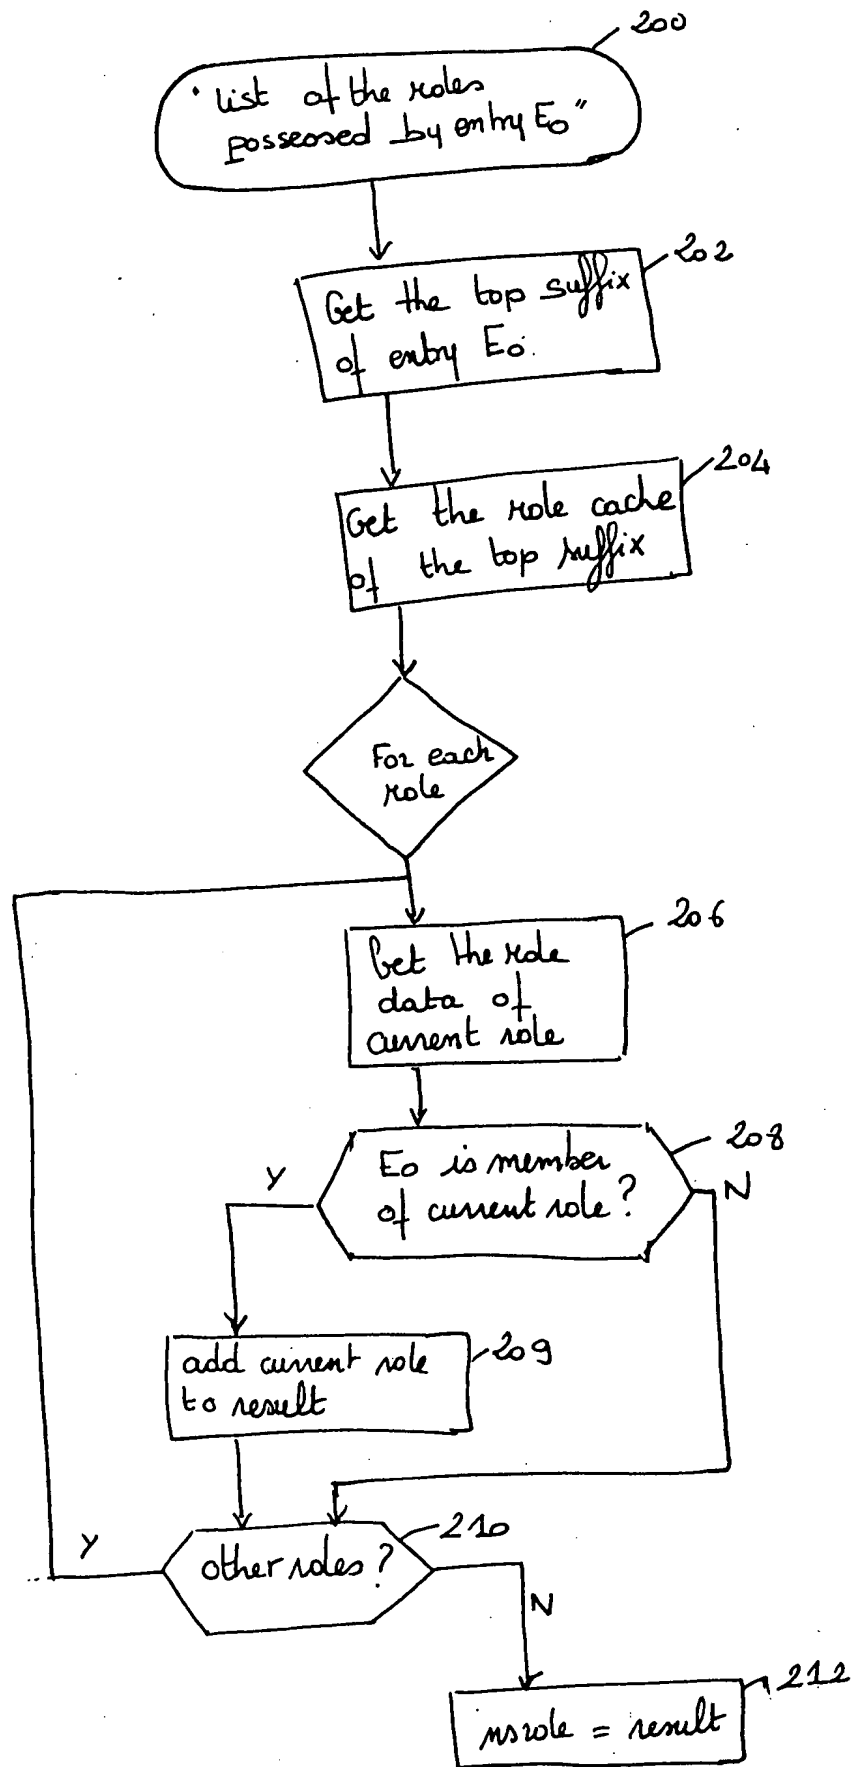 200
"list of the roles
possessed by entry E0"
202
Get the top suffix
of entry E0.
204
Get the role cache
of the top suffix
For each
role
206
Get the role
data of
current role
208
E0 is member
of current role?
Y
N
209
add current role
to result
210
other roles?
Y
N
212
nsrole = result